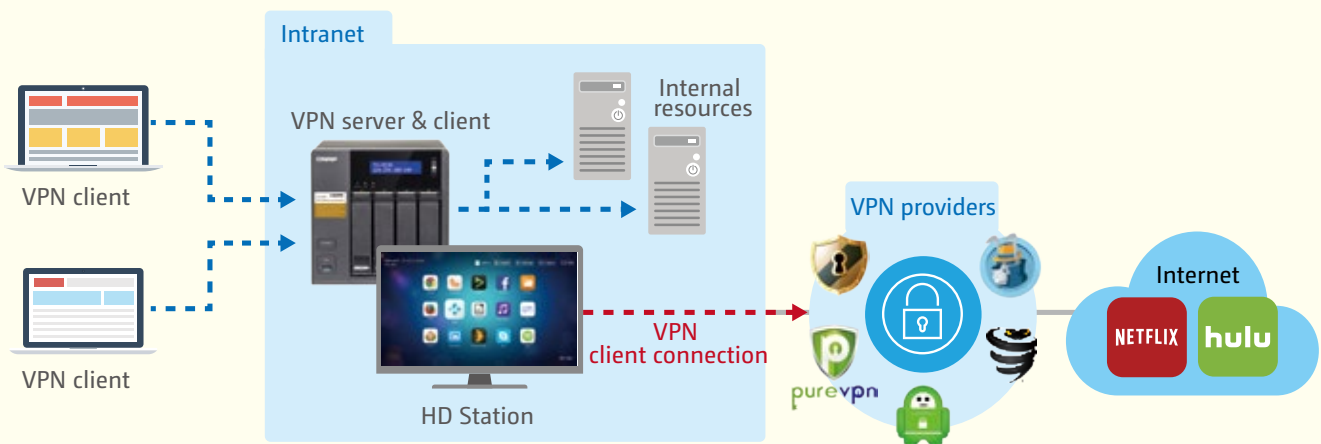 Intranet
VPN client
VPN server & client
Internal
resources
VPN client
HD Station
VPN
client connection
VPN providers
purevpn
Internet
NETFLIX
hulu